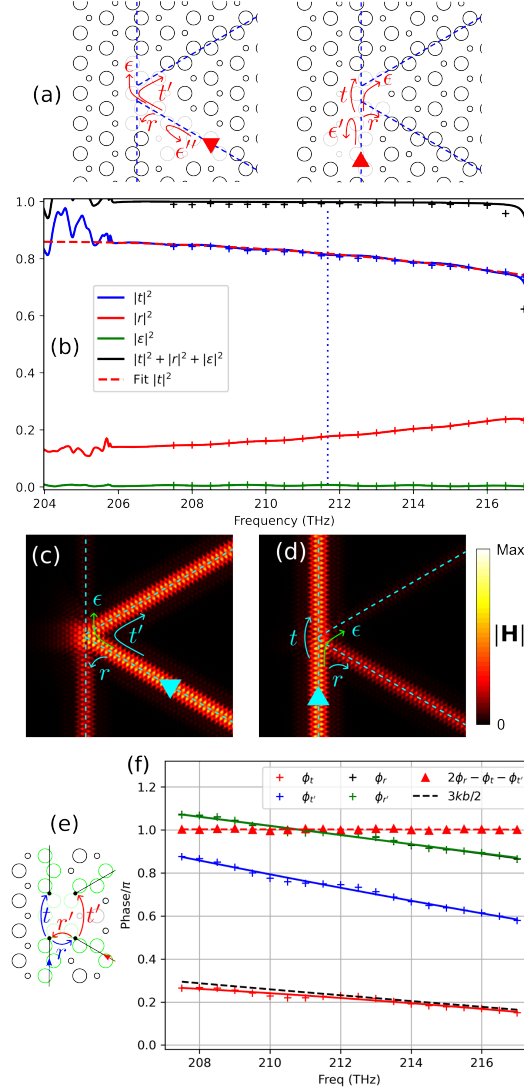 (a)
ϵ
t′
r
ϵ′′
t
ϵ
ϵ′
r
1.0
0.8
0.6
0.4
0.2
0.0
(b)
|t|²
|r|²
|ε|²
|t|² + |r|² + |ε|²
Fit |t|²
204 206 208 210 212 214 216
Frequency (THz)
(c)
ϵ
t′
r
(d)
t
ϵ
r
Max
|H|
0
(e)
t
r′
t′
r
(f)
ϕt
ϕt′
ϕr
ϕr′
2ϕr − ϕt − ϕt′
3kb/2
1.2
1.0
0.8
0.6
0.4
0.2
0.0
Phase/π
208 210 212 214 216
Freq (THz)